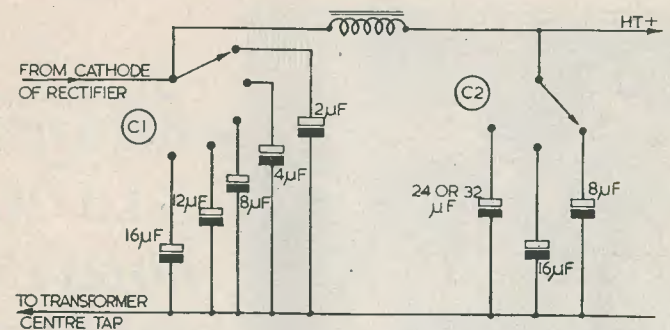 HT+
FROM CATHODE
OF RECTIFIER
C1
C2
2µF
4µF
8µF
12µF
16µF
24 OR 32
µF
16µF
8µF
TO TRANSFORMER
CENTRE TAP